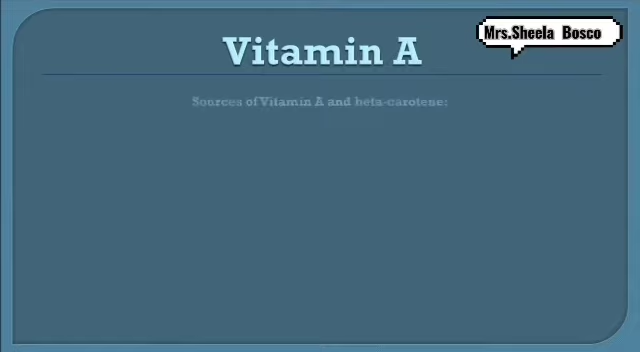 Mrs.Sheela Bosco
Vitamin A
Sources of Vitamin A and beta-carotene: